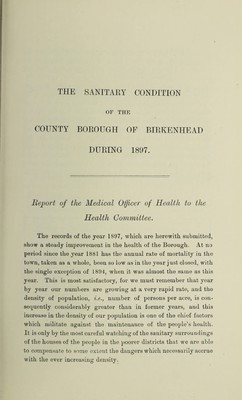 THE SANITARY CONDITION
OF THE
COUNTY BOROUGH OF BIRKENHEAD
DURING 1897.
Report of the Medical Officer of Health to the
Health Committee.
The records of the year 1897, which are herewith submitted,
show a steady improvement in the health of the Borough. At no
period since the year 1881 has the annual rate of mortality in the
town, taken as a whole, been so low as in the year just closed, with
the single exception of 1894, when it was almost the same as this
year. This is most satisfactory, for we must remember that year
by year our numbers are growing at a very rapid rate, and the
density of population, i.e., number of persons per acre, is con-
sequently considerably greater than in former years, and this
increase in the density of our population is one of the chief factors
which militate against the maintenance of the people's health.
It is only by the most careful watching of the sanitary surroundings
of the houses of the people in the poorer districts that we are able
to compensate to some extent the dangers which necessarily accrue
with the ever increasing density.